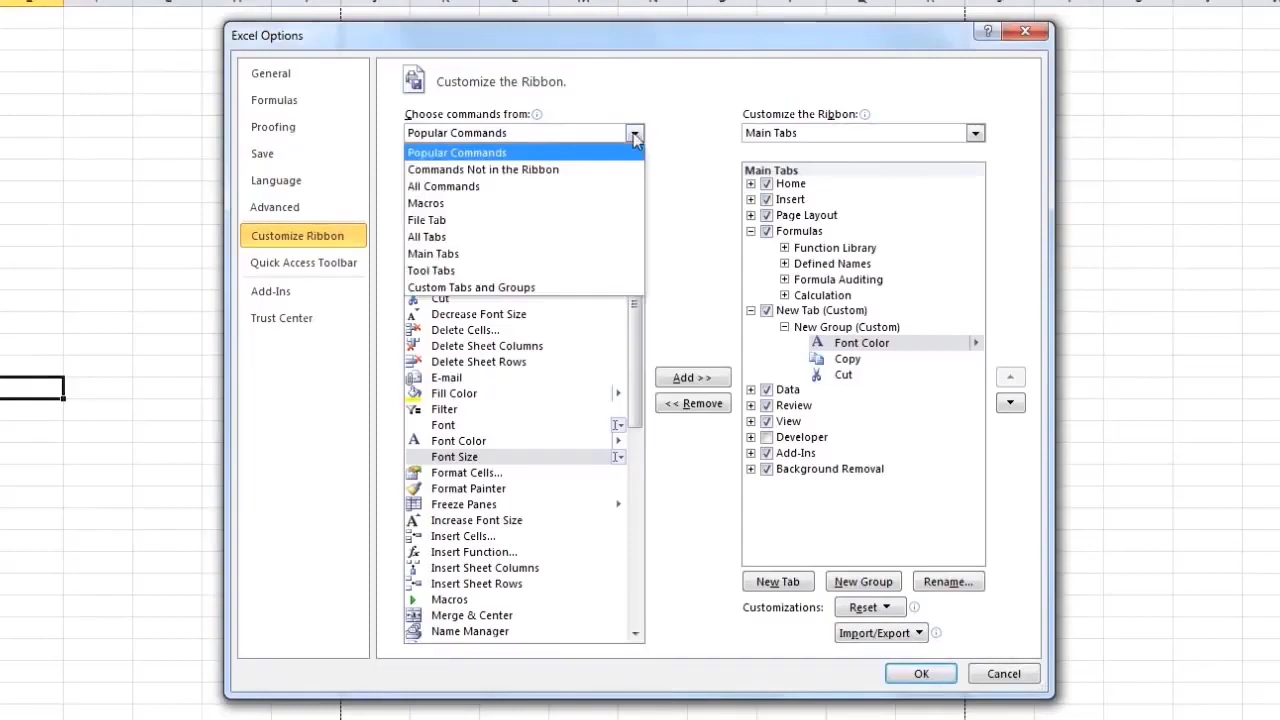 Excel Options
General
Formulas
Proofing
Save
Language
Advanced
Customize Ribbon
Quick Access Toolbar
Add-Ins
Trust Center
Customize the Ribbon.
Choose commands from:
Popular Commands
Popular Commands
Commands Not in the Ribbon
All Commands
Macros
File Tab
All Tabs
Main Tabs
Tool Tabs
Custom Tabs and Groups
Cut
Decrease Font Size
Delete Cells...
Delete Sheet Columns
Delete Sheet Rows
E-mail
Fill Color
Filter
Font
Font Color
Font Size
Format Cells...
Format Painter
Freeze Panes
Increase Font Size
Insert Cells...
Insert Function...
Insert Sheet Columns
Insert Sheet Rows
Macros
Merge & Center
Name Manager
Add >>
<< Remove
Customize the Ribbon:
Main Tabs
Main Tabs
Home
Insert
Page Layout
Formulas
Function Library
Defined Names
Formula Auditing
Calculation
New Tab (Custom)
New Group (Custom)
Font Color
Copy
Cut
Data
Review
View
Developer
Add-Ins
Background Removal
New Tab
New Group
Rename...
Customizations:
Reset
Import/Export
OK
Cancel